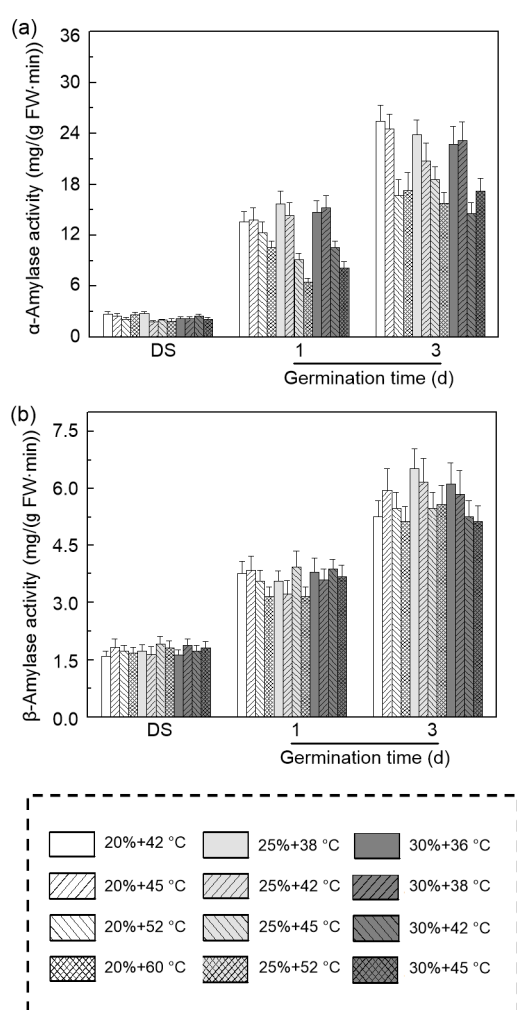 (a)
α-Amylase activity (mg/(g FW·min))
36
30
24
18
12
6
0
DS
1
3
Germination time (d)
(b)
β-Amylase activity (mg/(g FW·min))
7.5
6.0
4.5
3.0
1.5
0.0
DS
1
3
Germination time (d)
20%+42 °C
25%+38 °C
30%+36 °C
20%+45 °C
25%+42 °C
30%+38 °C
20%+52 °C
25%+45 °C
30%+42 °C
20%+60 °C
25%+52 °C
30%+45 °C